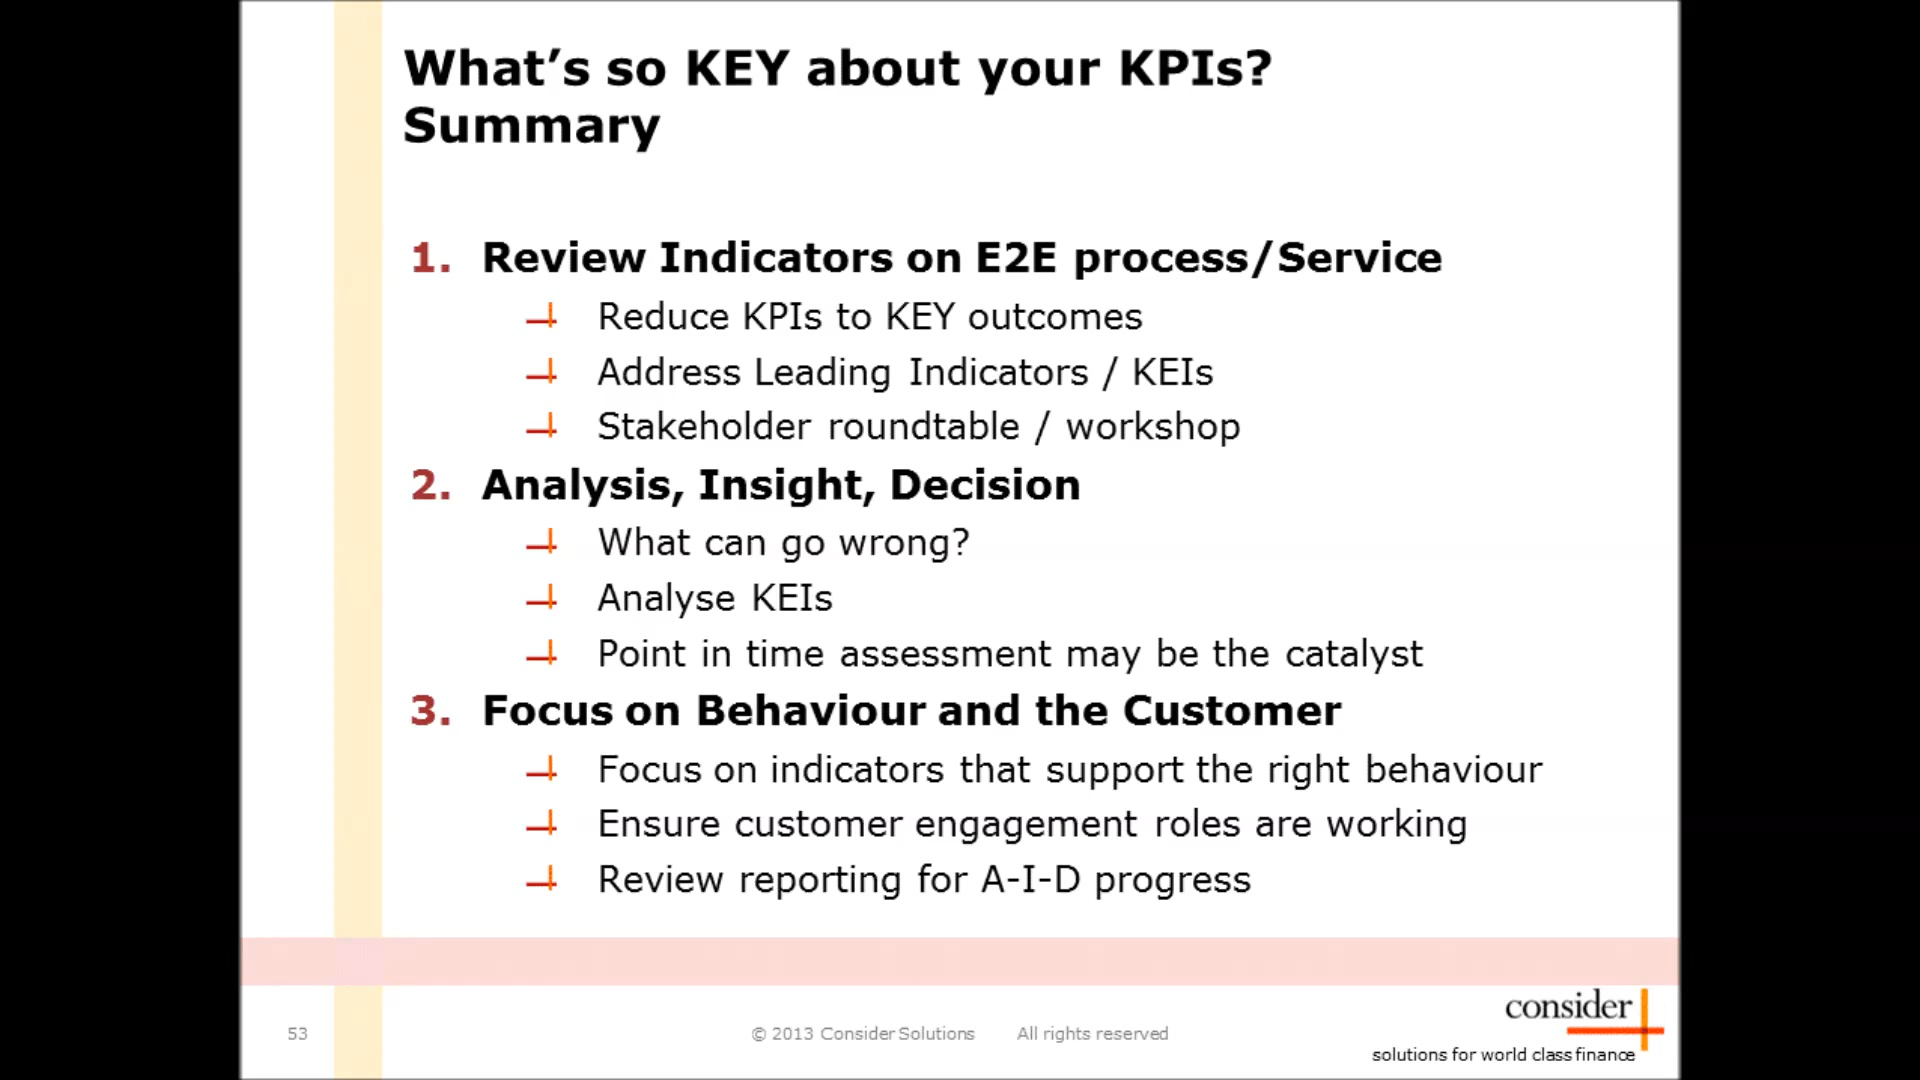 What’s so KEY about your KPIs?
Summary
1. Review Indicators on E2E process/Service
Reduce KPIs to KEY outcomes
Address Leading Indicators / KEIs
Stakeholder roundtable / workshop
2. Analysis, Insight, Decision
What can go wrong?
Analyse KEIs
Point in time assessment may be the catalyst
3. Focus on Behaviour and the Customer
Focus on indicators that support the right behaviour
Ensure customer engagement roles are working
Review reporting for A-I-D progress
consider
53 © 2013 Consider Solutions All rights reserved
solutions for world class finance